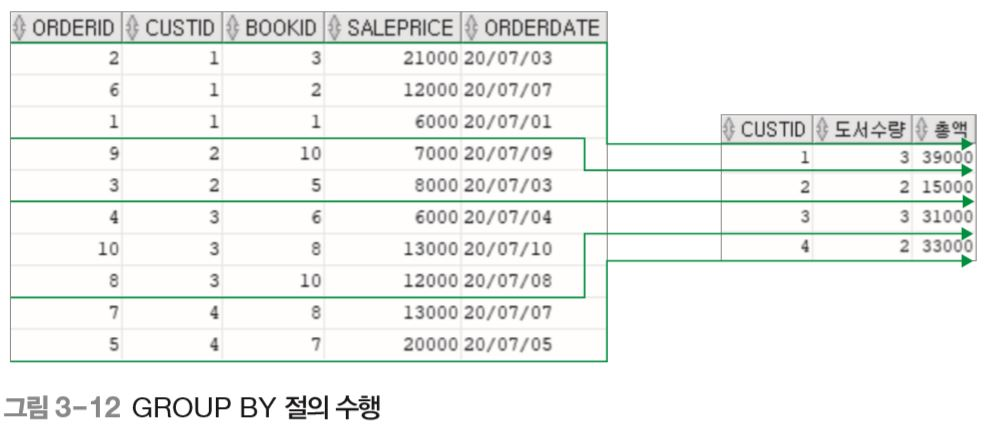 ORDERID CUSTID BOOKID SALEPRICE ORDERDATE
2 1 3 21000 20/07/03
6 1 2 12000 20/07/07
1 1 1 6000 20/07/01
9 2 10 7000 20/07/09
3 2 5 8000 20/07/03
4 3 6 6000 20/07/04
10 3 8 13000 20/07/10
8 3 10 12000 20/07/08
7 4 8 13000 20/07/07
5 4 7 20000 20/07/05
CUSTID 도서수량 총액
1 3 39000
2 2 15000
3 3 31000
4 2 33000
그림 3-12 GROUP BY 절의 수행